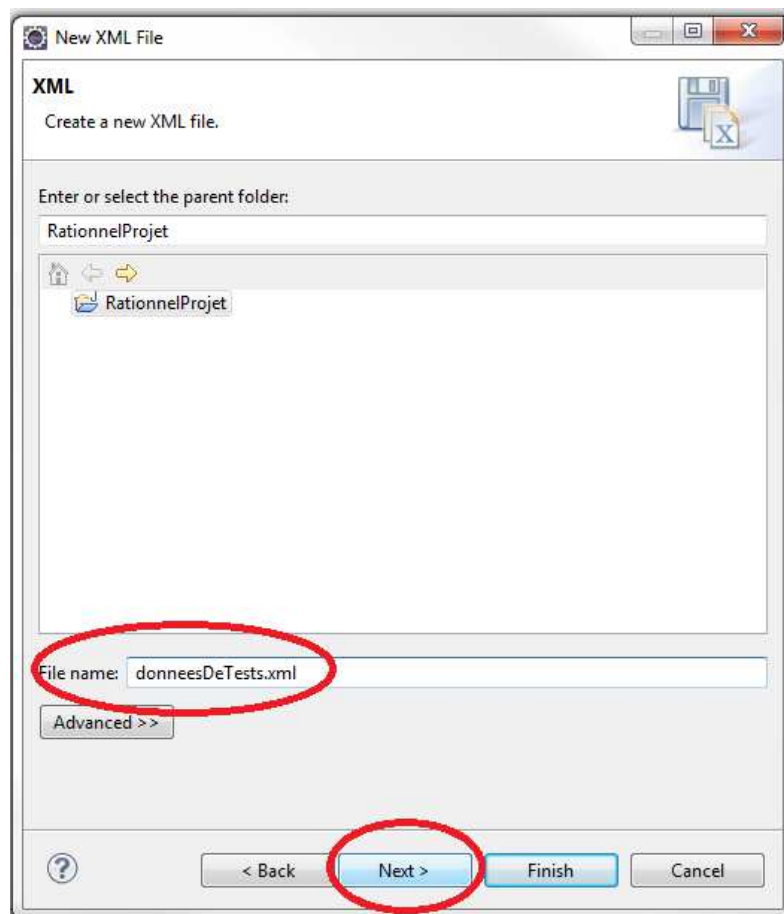 New XML File
XML
Create a new XML file.
Enter or select the parent folder:
RationnelProjet
RationnelProjet
File name: donneesDeTests.xml
Advanced >>
< Back Next > Finish Cancel